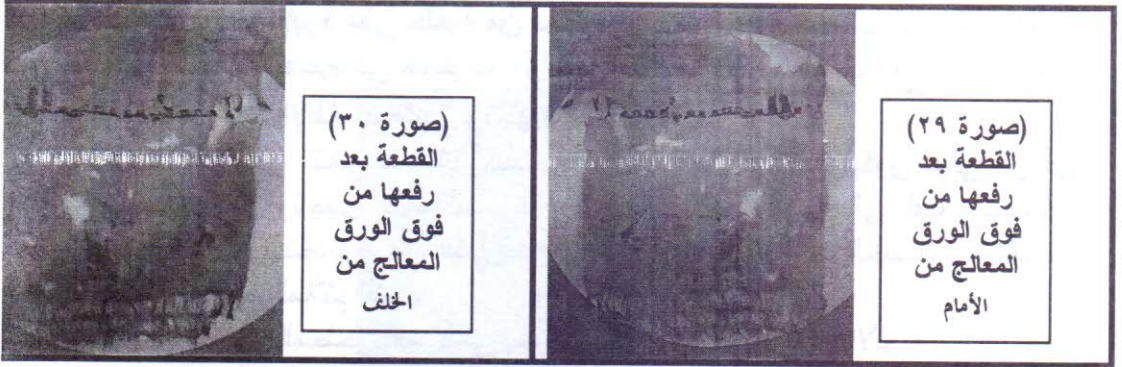 (صورة ٢٩)
القطعة بعد
رفعها من
فوق الورق
المعالج من
الأمام
(صورة ٣٠)
القطعة بعد
رفعها من
فوق الورق
المعالج من
الخلف